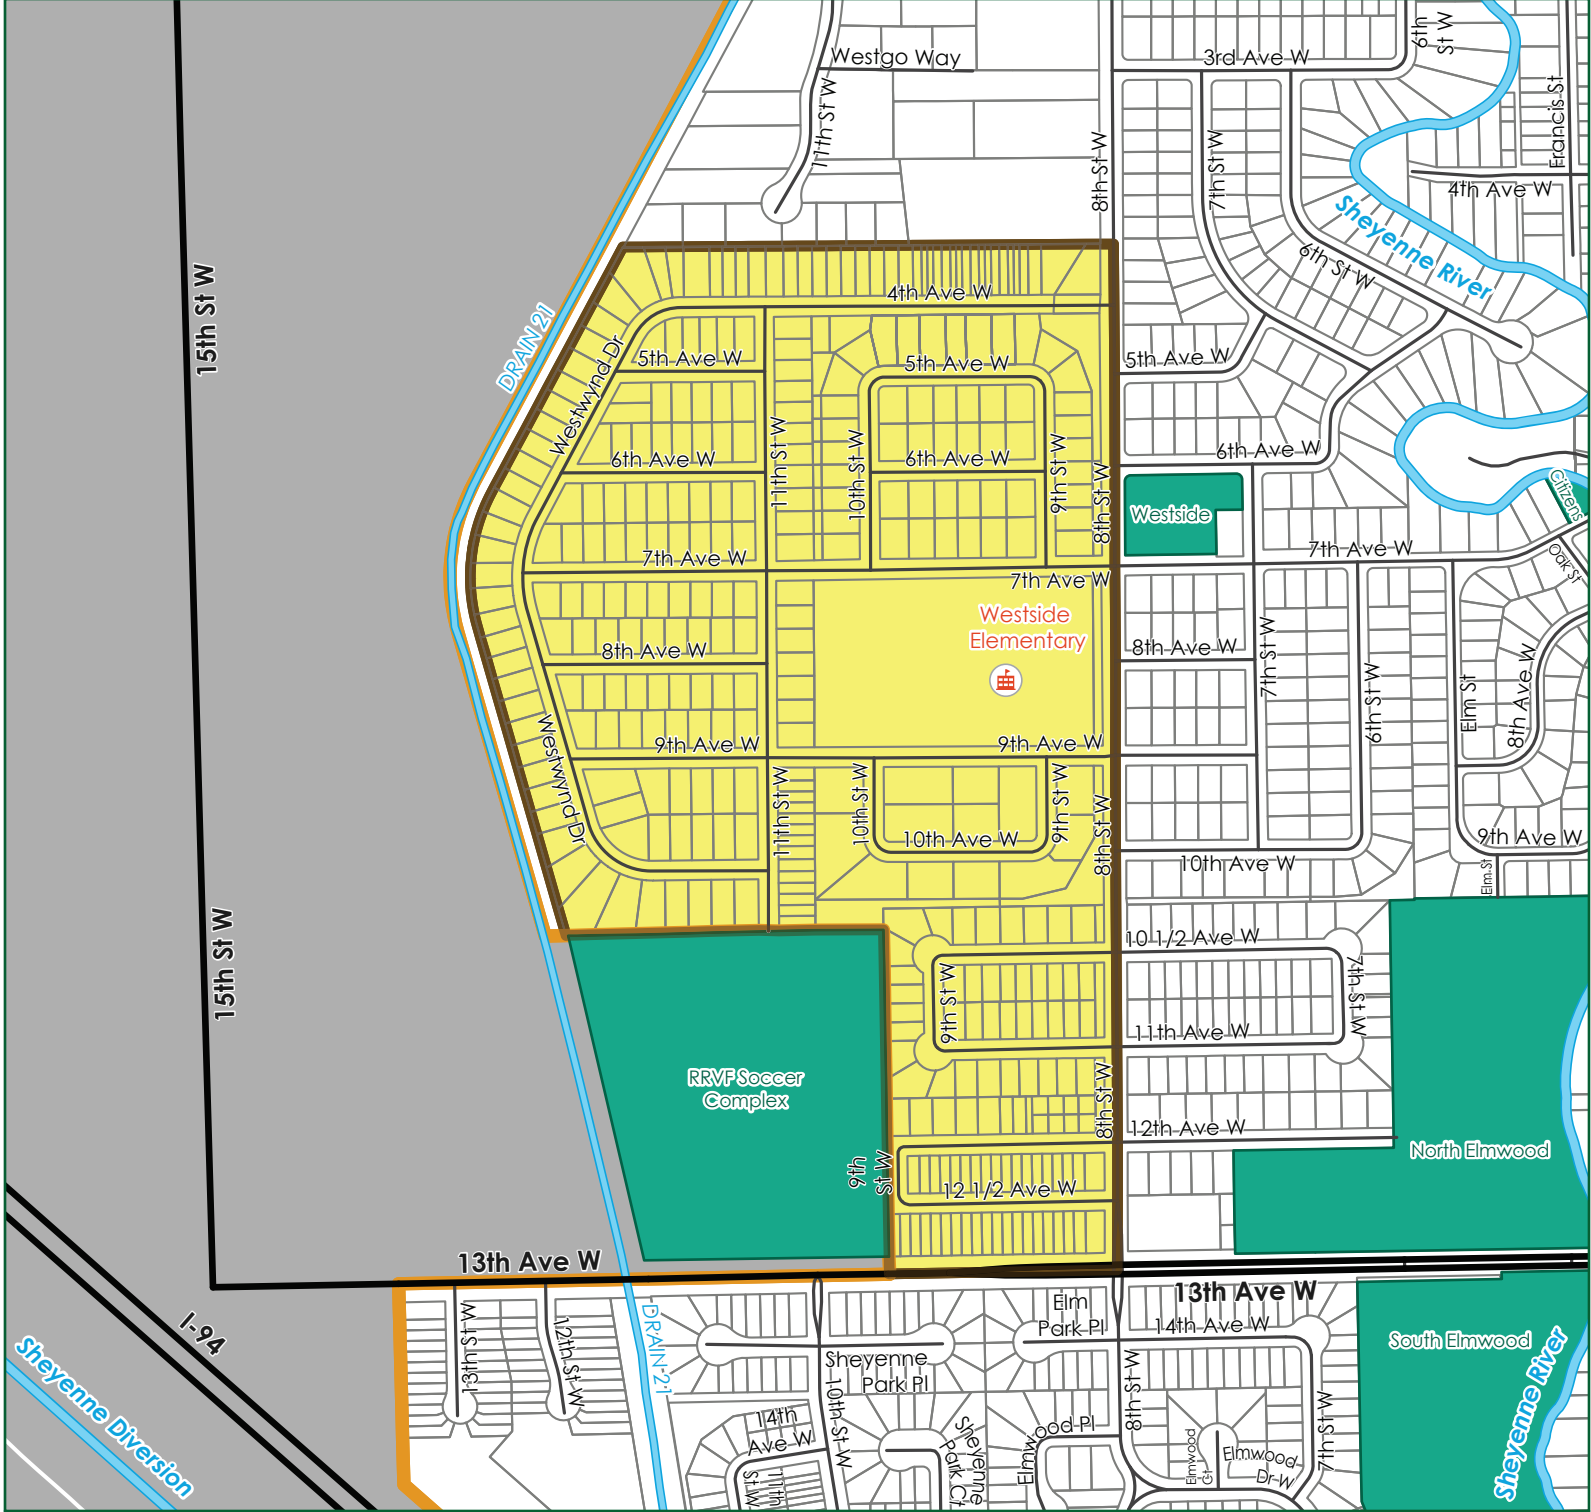 6th
St W
3rd Ave W
Westgo Way
11th St W
8th St W
7th St W
Francis St
4th Ave W
Sheyenne River
6th St W
15th St W
DRAIN 21
4th Ave W
Westwynd Dr
5th Ave W
5th Ave W
5th Ave W
11th St W
10th St W
9th St W
8th St W
6th Ave W
6th Ave W
6th Ave W
Westside
Citizens
7th Ave W
7th Ave W
7th Ave W
Oak St
Westside
Elementary
8th Ave W
8th Ave W
7th St W
6th St W
Elm St
8th Ave W
9th Ave W
9th Ave W
Westwynd Dr
11th St W
10th St W
9th St W
8th St W
10th Ave W
10th Ave W
9th Ave W
Elm St
15th St W
10 1/2 Ave W
9th St W
7th St W
11th Ave W
RRVF Soccer
Complex
8th St W
12th Ave W
North Elmwood
9th
St W
12 1/2 Ave W
13th Ave W
13th Ave W
I-94
Sheyenne Diversion
13th St W
12th St W
DRAIN 21
Elm
Park Pl
14th Ave W
South Elmwood
Sheyenne
Park Pl
10th St W
8th St W
7th St W
Sheyenne River
14th
Ave W
11th
St W
Sheyenne
Park Ct
Elmwood Pl
Elmwood
Ct
Elmwood
Dr W